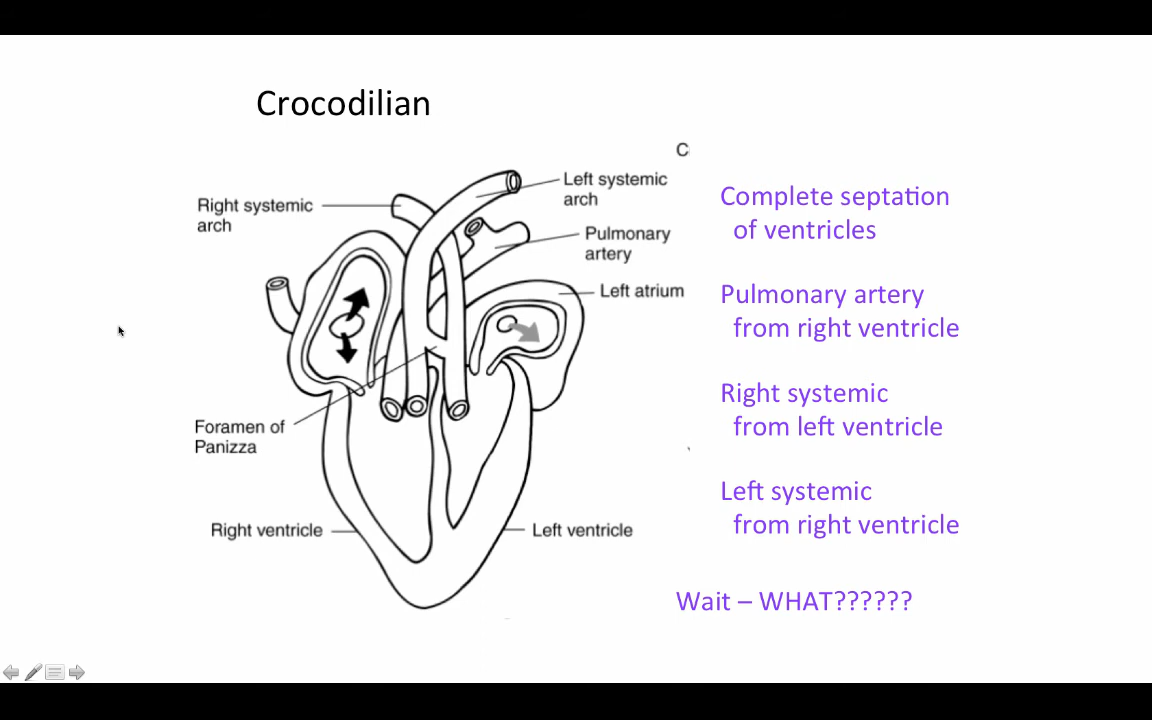 Crocodilian
C
Left systemic
arch
Right systemic
arch
Pulmonary
artery
Left atrium
Foramen of
Panizza
Right ventricle
Left ventricle
Complete septation
of ventricles
Pulmonary artery
from right ventricle
Right systemic
from left ventricle
Left systemic
from right ventricle
Wait – WHAT??????